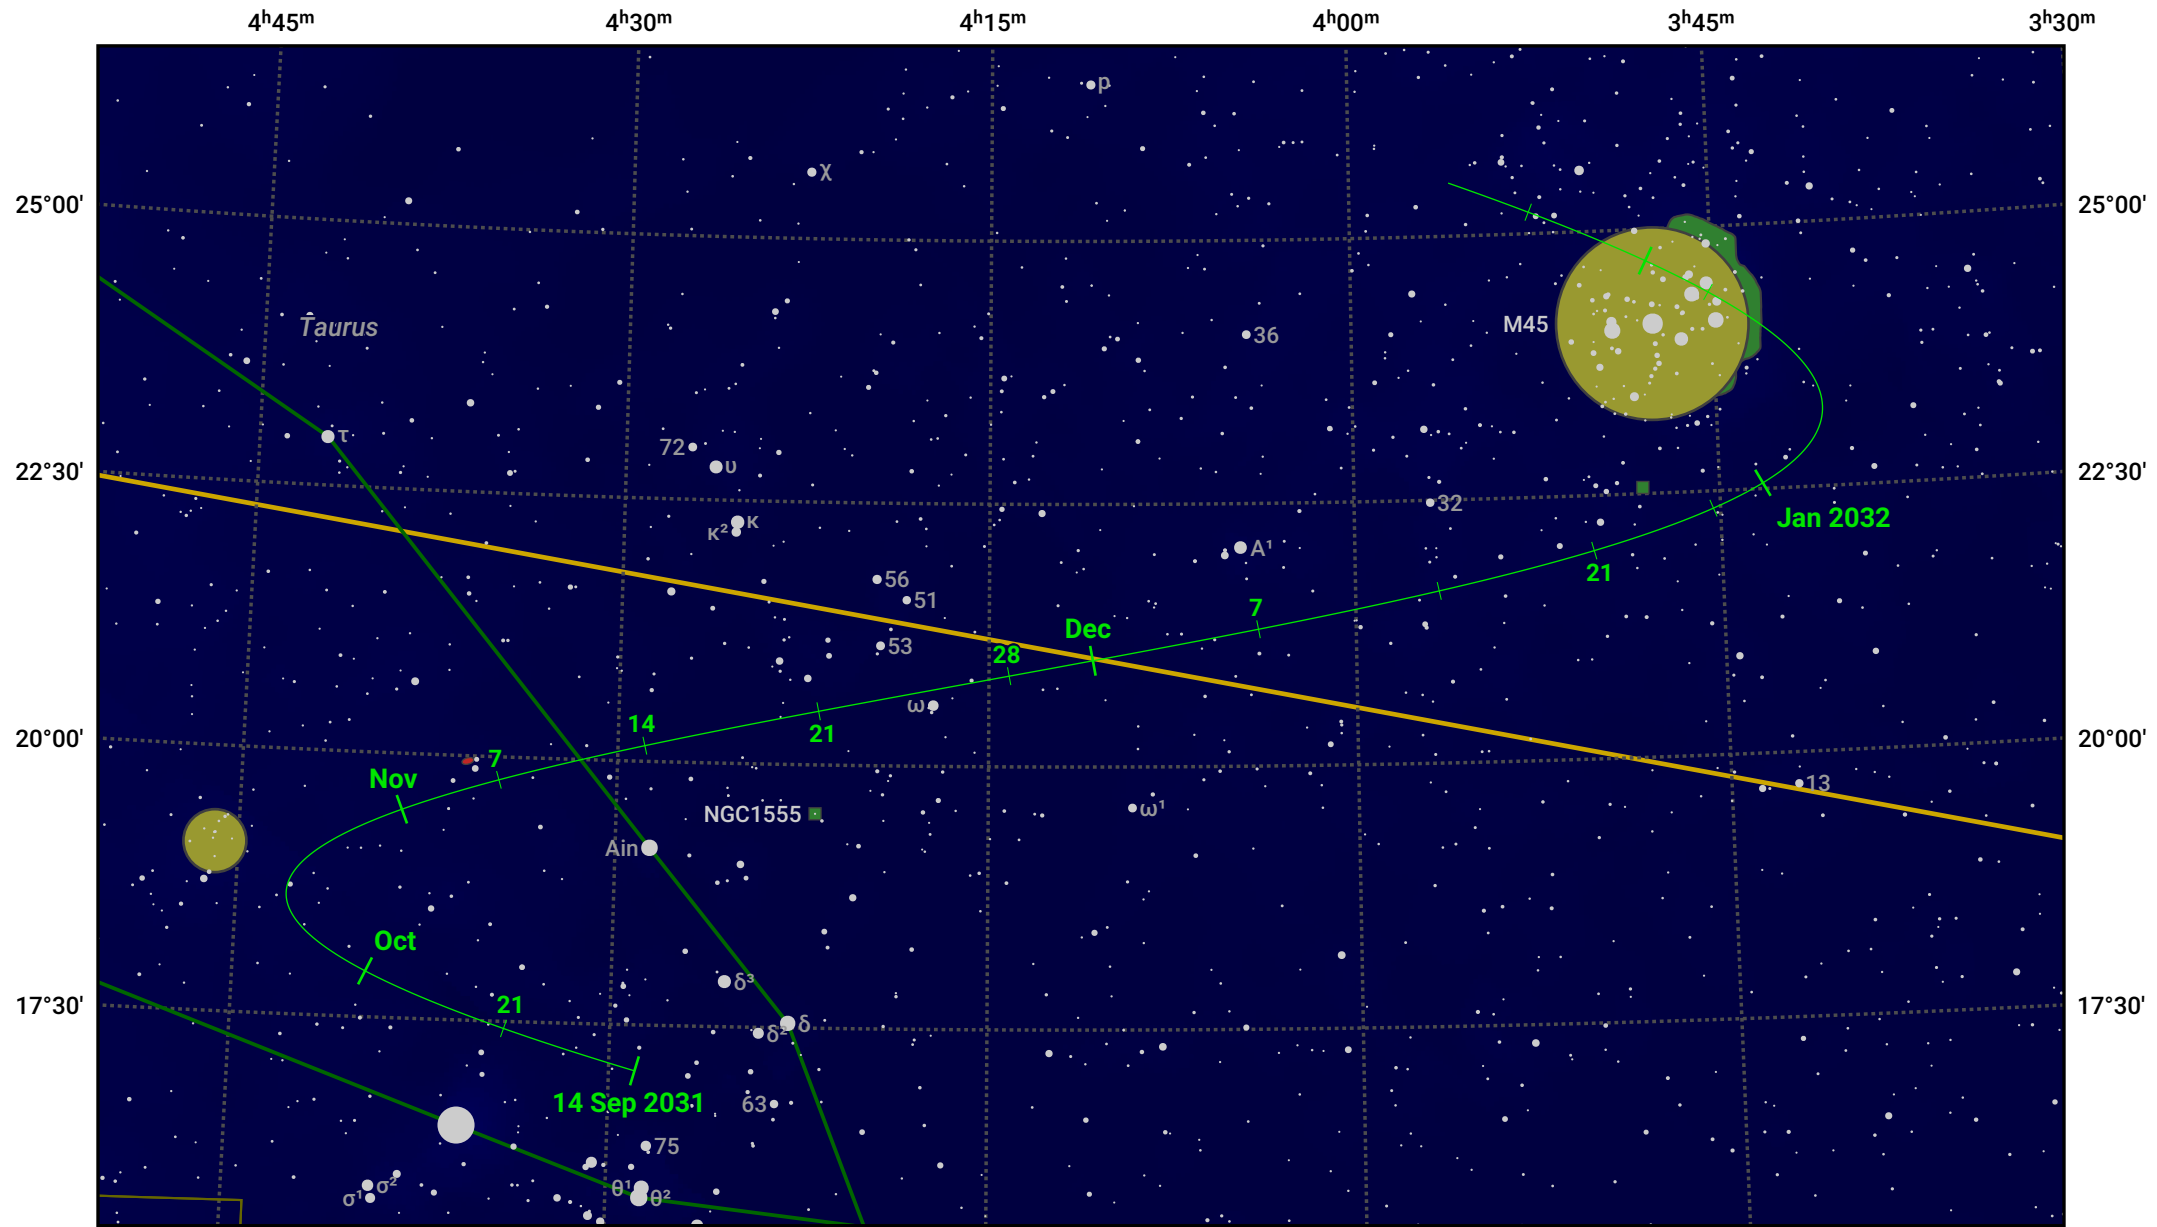 4ʰ45ᵐ 4ʰ30ᵐ 4ʰ15ᵐ 4ʰ00ᵐ 3ʰ45ᵐ 3ʰ30ᵐ
p
χ
25°00' 25°00'
Taurus
M45
36
τ
72
υ
22°30' 22°30'
32
κ
κ²
Jan 2032
A¹
21
56
51
7
Dec
53
28
ω
14
21
20°00' 20°00'
7
Nov
13
NGC1555
ω¹
Ain
Oct
δ³
21
17°30' 17°30'
δ
δ²
14 Sep 2031
63
75
σ²
σ¹
θ¹
θ²